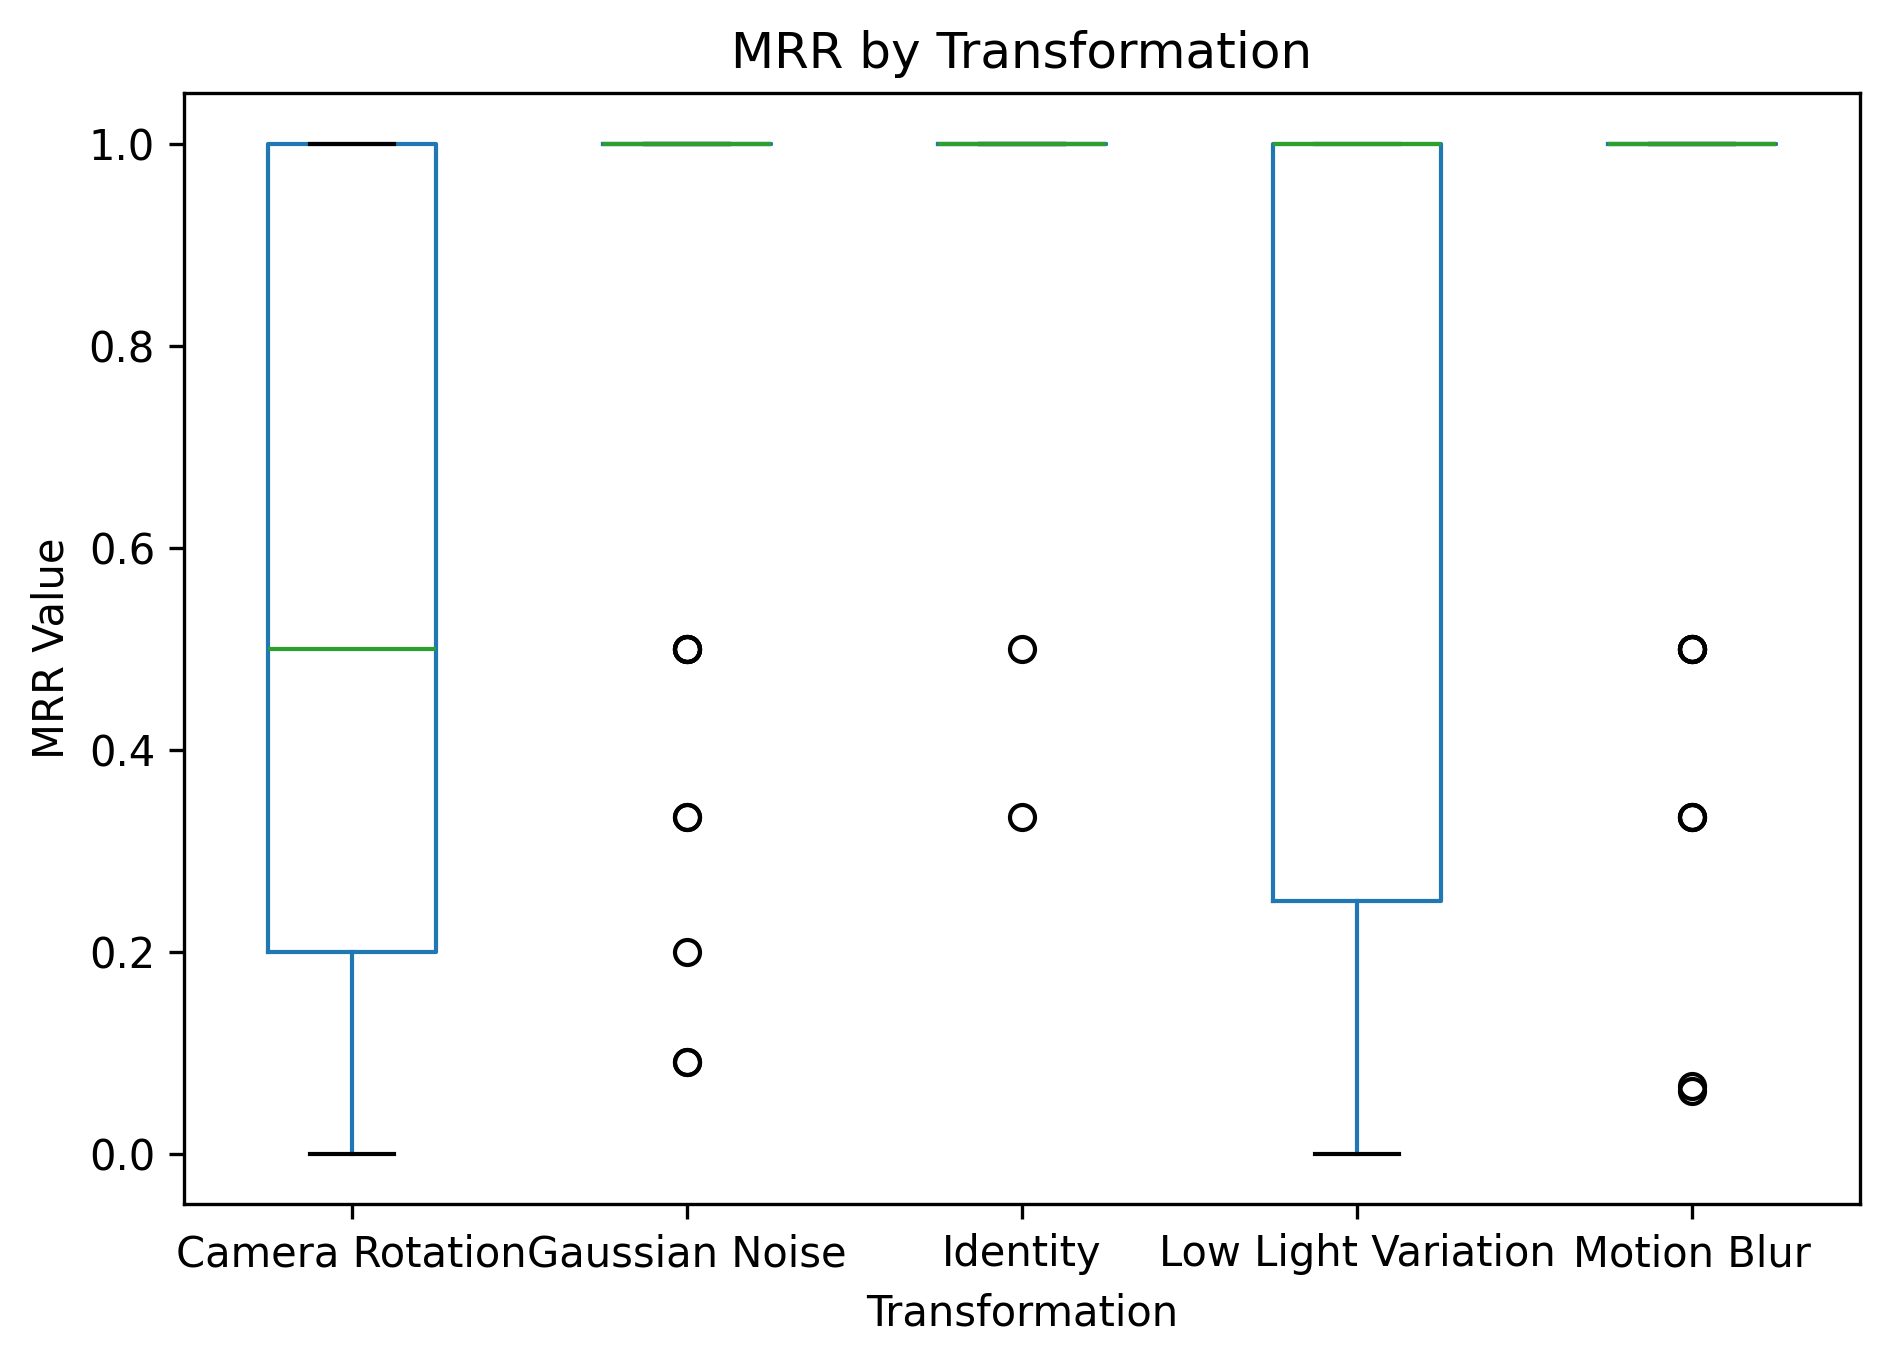 MRR by Transformation
MRR Value
1.0
0.8
0.6
0.4
0.2
0.0
Camera Rotation
Gaussian Noise
Identity
Low Light Variation
Motion Blur
Transformation